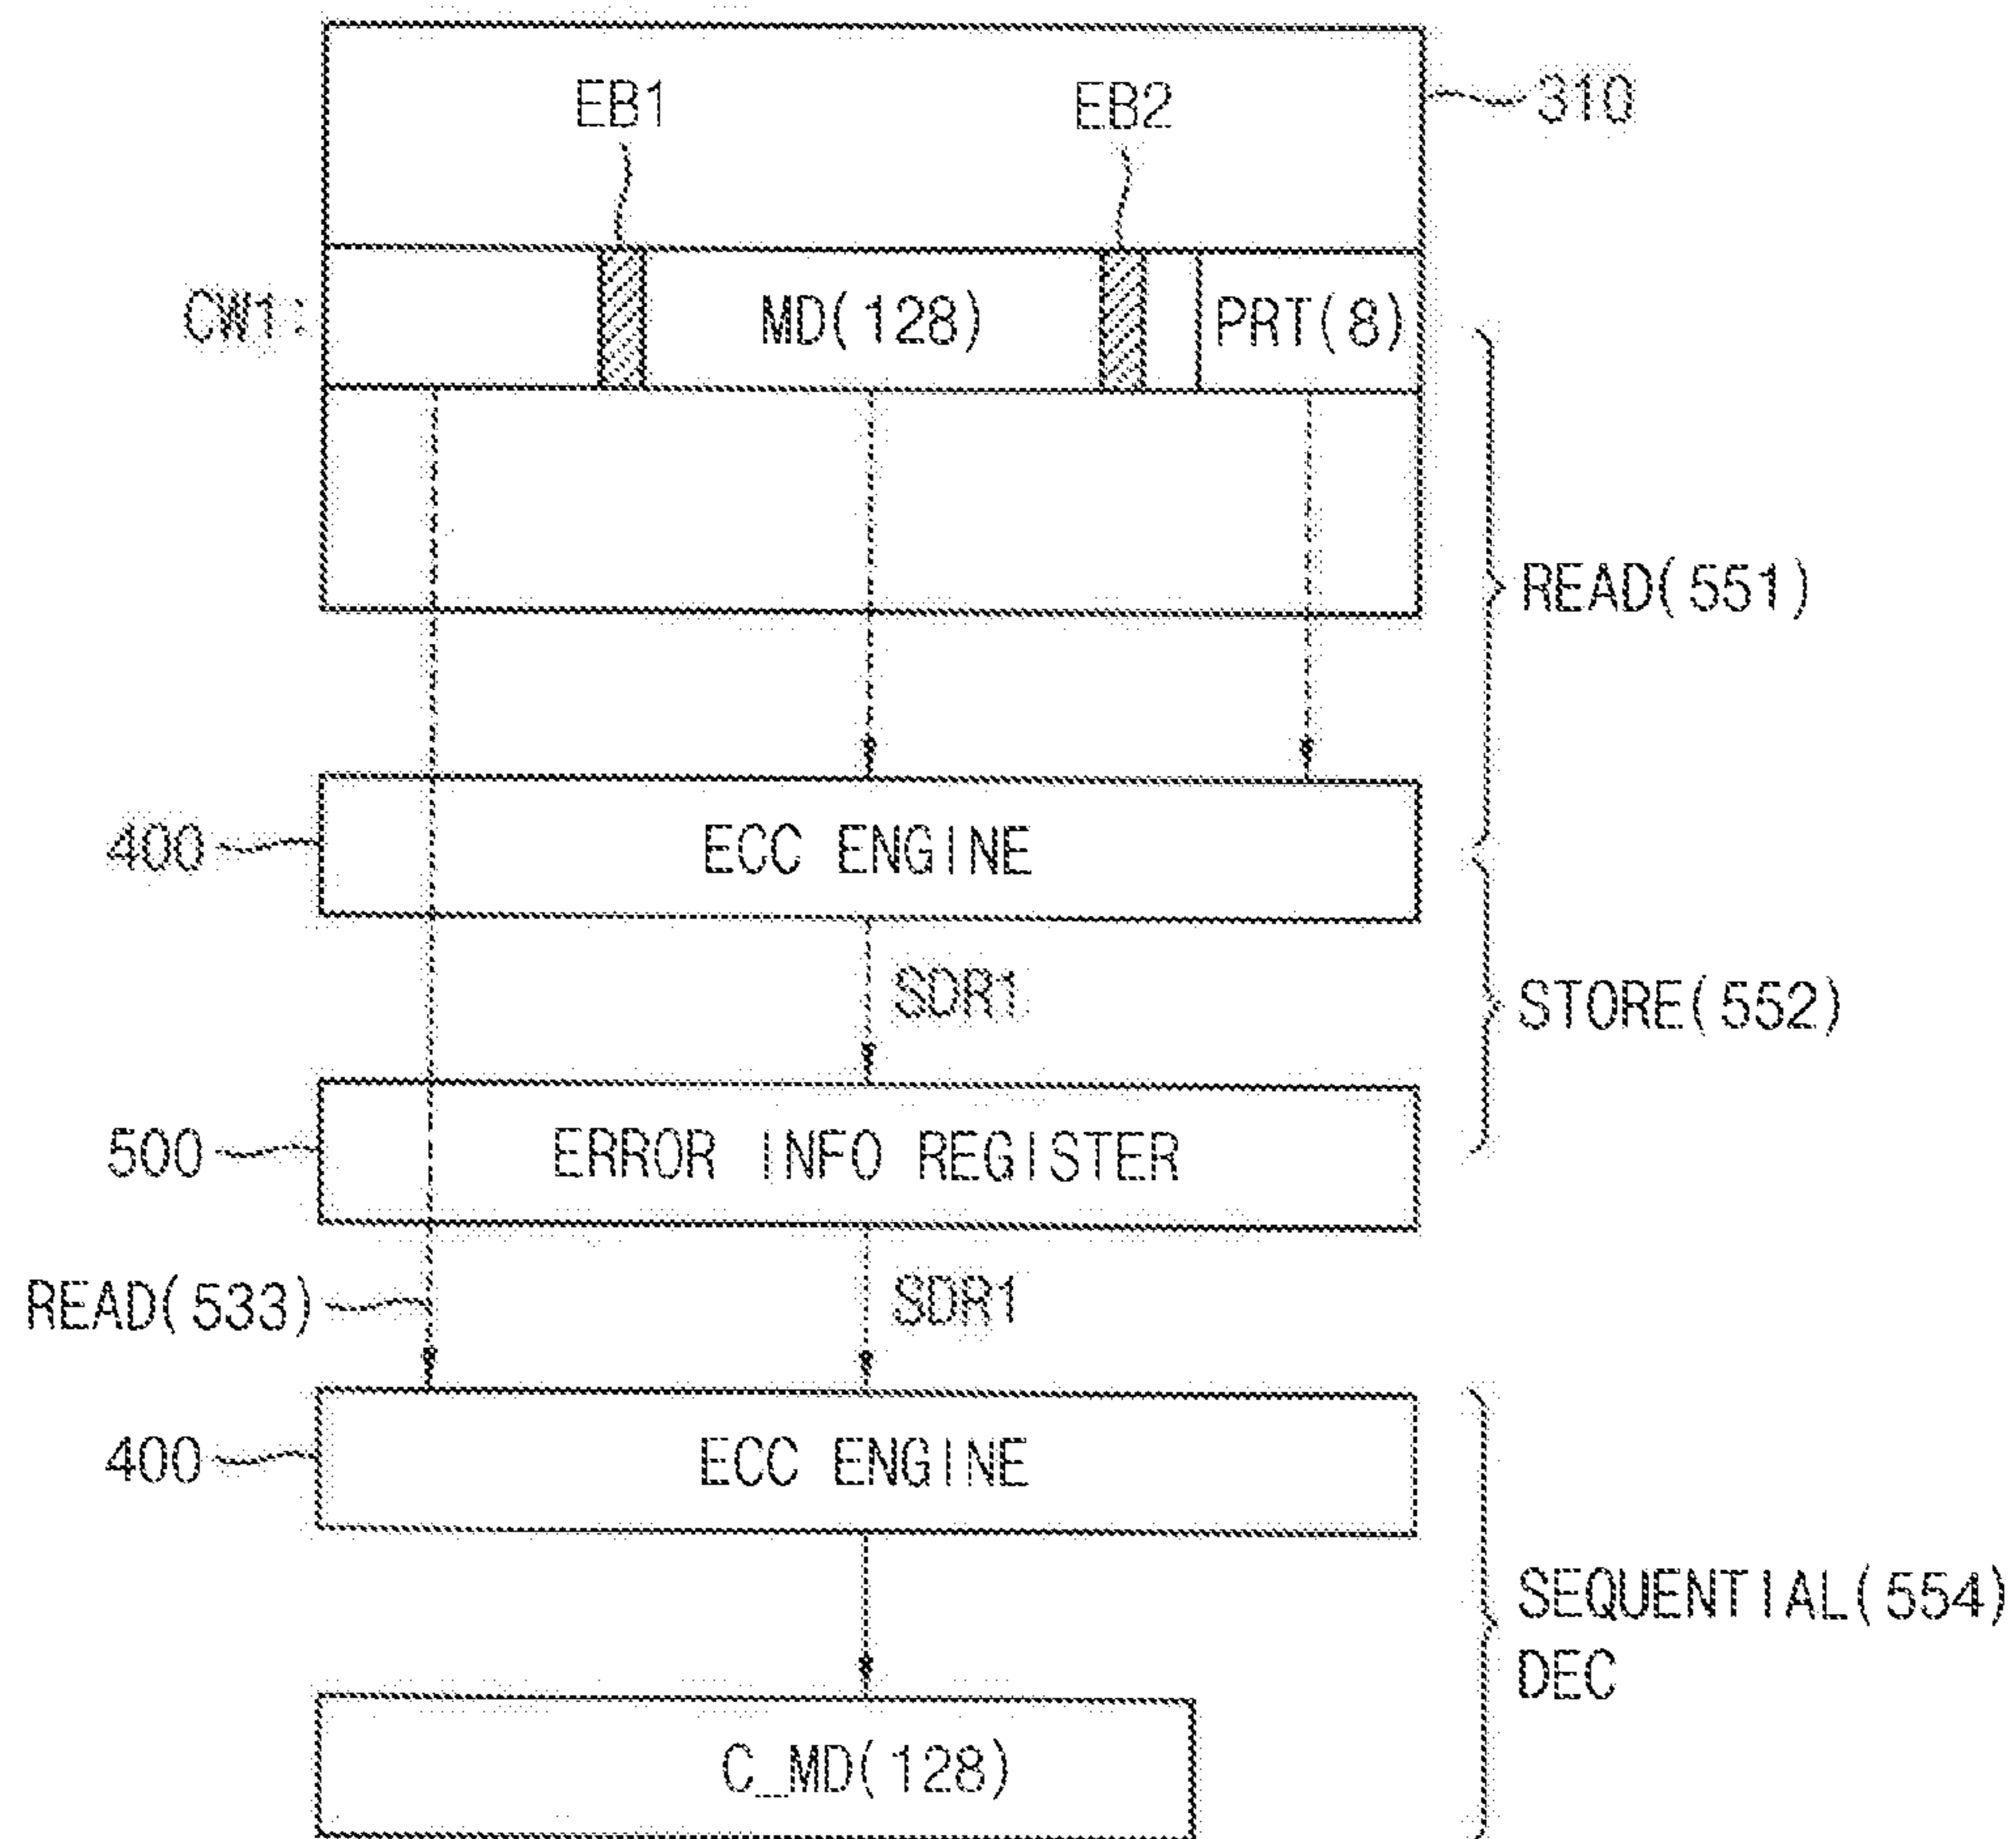 EB1 EB2 310
CW1: MD(128) PRT(8)
READ(551)
400 ECC ENGINE
SDR1
STORE(552)
500 ERROR INFO REGISTER
READ(533) SDR1
400 ECC ENGINE
SEQUENTIAL(554)
DEC
C_MD(128)